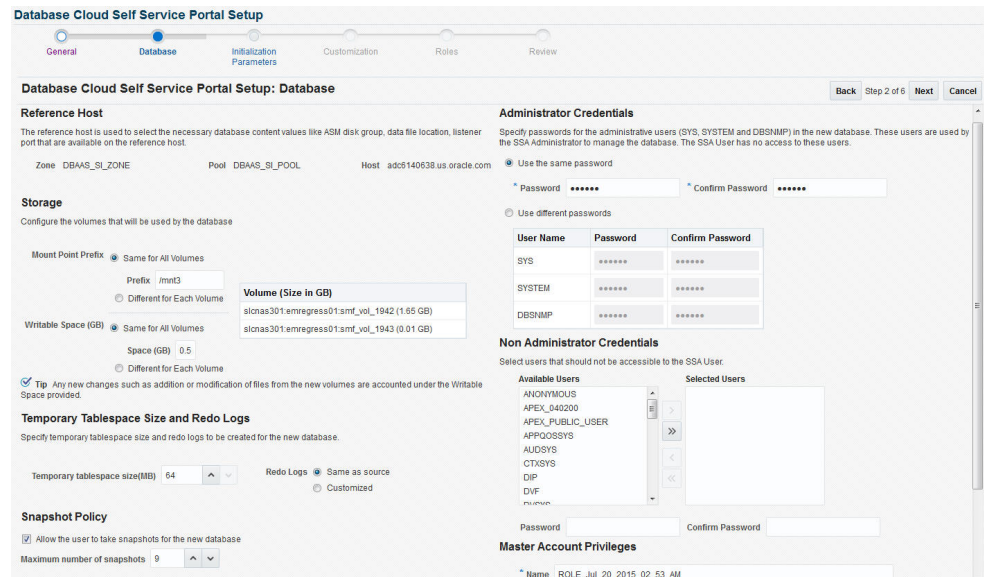 Database Cloud Self Service Portal Setup
General
Database
Initialization
Parameters
Customization
Roles
Review
Database Cloud Self Service Portal Setup: Database
Back Step 2 of 6 Next Cancel
Reference Host
The reference host is used to select the necessary database content values like ASM disk group, data file location, listener
port that are available on the reference host.
Zone DBAAS_SI_ZONE Pool DBAAS_SI_POOL Host adc6140638.us.oracle.com
Storage
Configure the volumes that will be used by the database
Mount Point Prefix Same for All Volumes
Prefix /mnt3
Different for Each Volume
Writable Space (GB) Same for All Volumes
Space (GB) 0.5
Different for Each Volume
Volume (Size in GB)
slcnas301:emregress01:smf_vol_1942 (1.65 GB)
slcnas301:emregress01:smf_vol_1943 (0.01 GB)
Tip Any new changes such as addition or modification of files from the new volumes are accounted under the Writable
Space provided.
Temporary Tablespace Size and Redo Logs
Specify temporary tablespace size and redo logs to be created for the new database.
Temporary tablespace size(MB) 64
Redo Logs Same as source
Customized
Snapshot Policy
Allow the user to take snapshots for the new database
Maximum number of snapshots 9
Administrator Credentials
Specify passwords for the administrative users (SYS, SYSTEM and DBSNMP) in the new database. These users are used by
the SSA Administrator to manage the database. The SSA User has no access to these users.
Use the same password
* Password •••••• * Confirm Password ••••••
Use different passwords
User Name Password Confirm Password
SYS •••••• ••••••
SYSTEM •••••• ••••••
DBSNMP •••••• ••••••
Non Administrator Credentials
Select users that should not be accessible to the SSA User.
Available Users Selected Users
ANONYMOUS
APEX_040200
APEX_PUBLIC_USER
APPQOSSYS
AUDSYS
CTXSYS
DIP
DVF
DVSYS
Password Confirm Password
Master Account Privileges
* Name ROLE_Jul_20_2015_02_53_AM